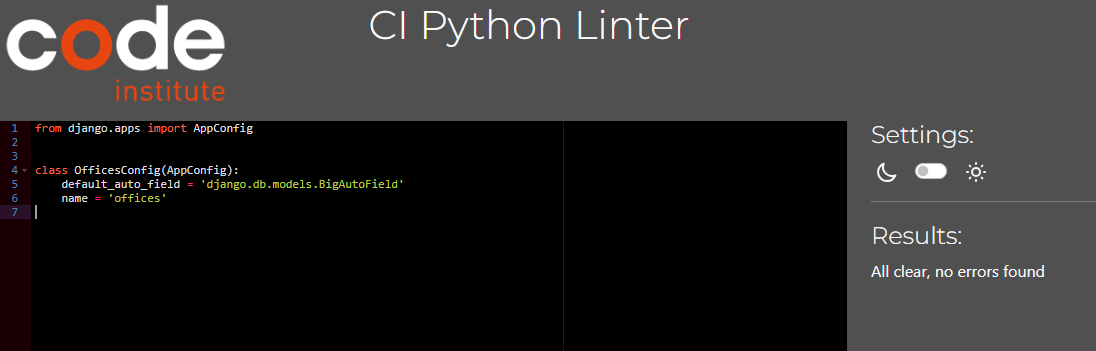 code
institute
CI Python Linter
1 from django.apps import AppConfig
2
3
4 class OfficesConfig(AppConfig):
5     default_auto_field = 'django.db.models.BigAutoField'
6     name = 'offices'
7
Settings:
Results:
All clear, no errors found